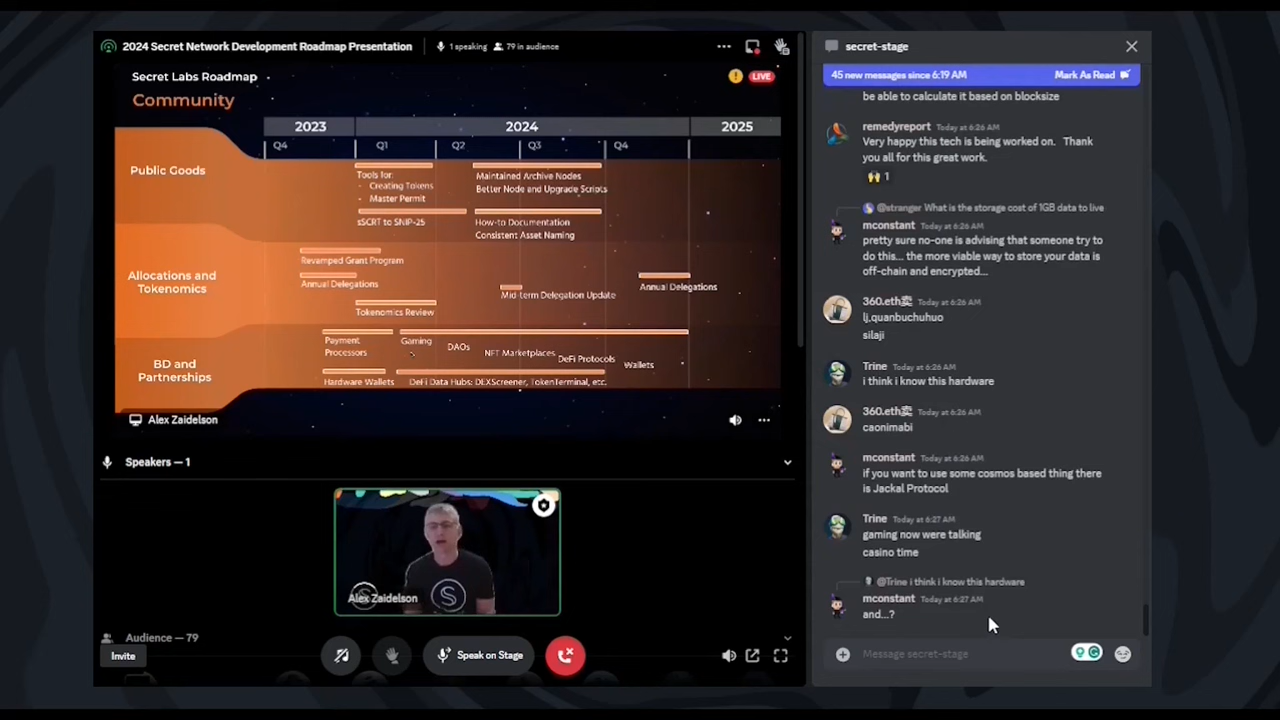 2024 Secret Network Development Roadmap Presentation
1 speaking
79 in audience
Secret Labs Roadmap
Community
LIVE
2023
2024
2025
Q4
Q1
Q2
Q3
Q4
Public Goods
Tools for:
- Creating Tokens
- Master Permit
sSCRT to SNIP-25
Maintained Archive Nodes
Better Node and Upgrade Scripts
How-to Documentation
Consistent Asset Naming
Allocations and
Tokenomics
Revamped Grant Program
Annual Delegations
Tokenomics Review
Mid-term Delegation Update
Annual Delegations
BD and
Partnerships
Payment
Processors
Gaming
DAOs
NFT Marketplaces
DeFi Protocols
Wallets
Hardware Wallets
DeFi Data Hubs: DEXScreener, TokenTerminal, etc.
Alex Zaidelson
Speakers — 1
Alex Zaidelson
Audience — 79
Invite
Speak on Stage
secret-stage
45 new messages since 6:19 AM
Mark As Read
be able to calculate it based on blocksize
remedyreport Today at 6:26 AM
Very happy this tech is being worked on. Thank
you all for this great work.
1
@stranger What is the storage cost of 1GB data to live
mconstant Today at 6:26 AM
pretty sure no-one is advising that someone try to
do this... the more viable way to store your data is
off-chain and encrypted...
360.eth Today at 6:26 AM
lj,quanbuchuhuo
silaji
Trine Today at 6:26 AM
i think i know this hardware
360.eth Today at 6:26 AM
caonimabi
mconstant Today at 6:26 AM
if you want to use some cosmos based thing there
is Jackal Protocol
Trine Today at 6:27 AM
gaming now were talking
casino time
@Trine i think i know this hardware
mconstant Today at 6:27 AM
and...?
Message secret-stage